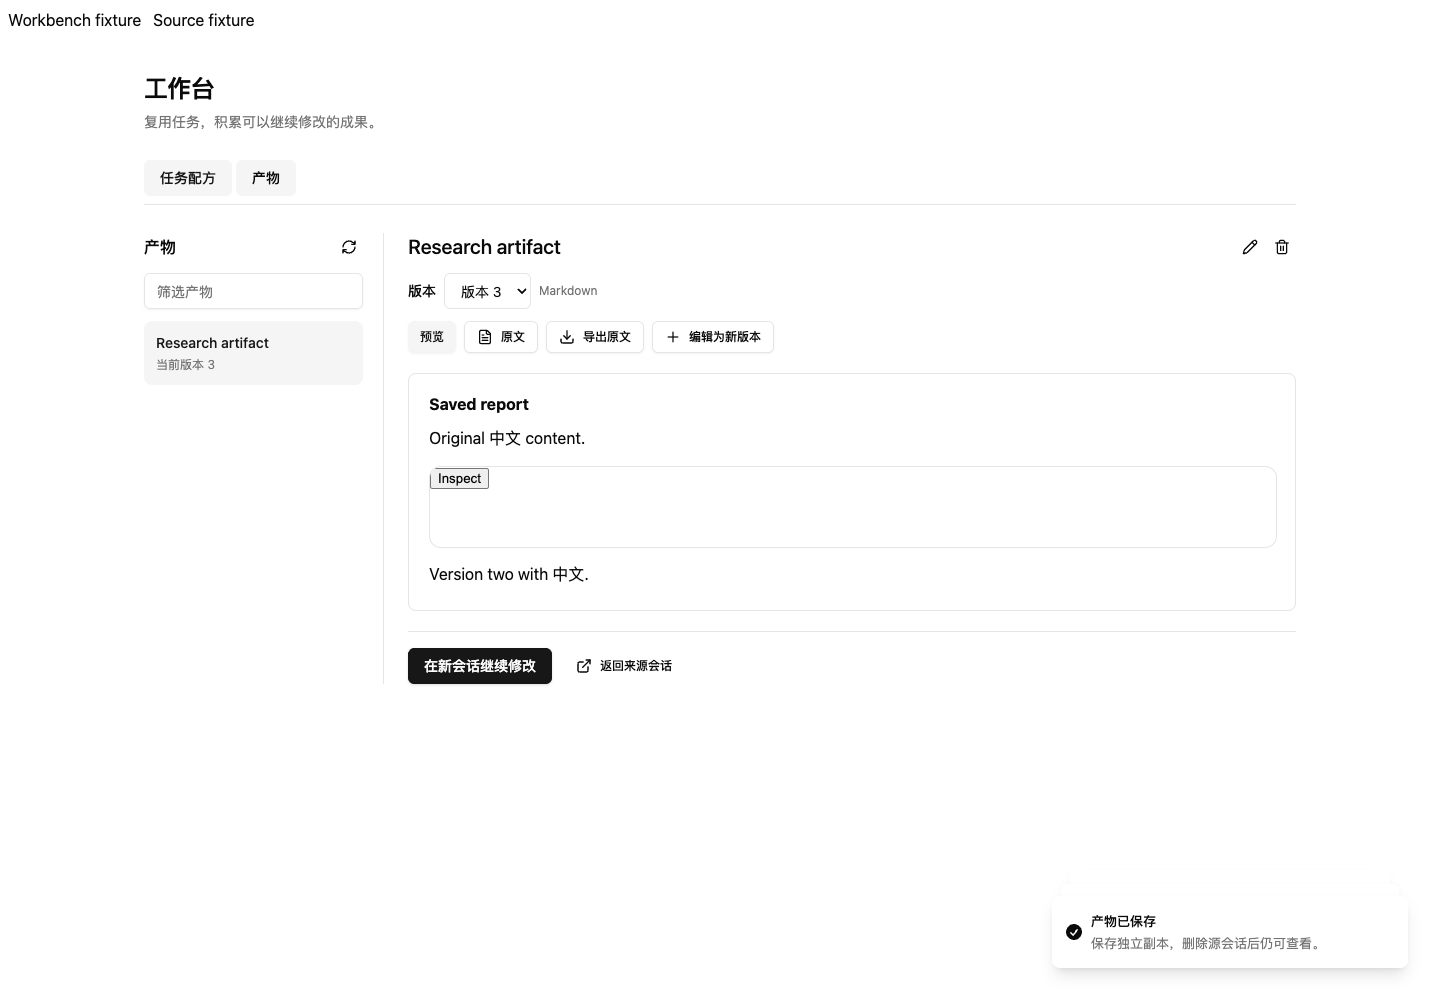 Workbench fixture Source fixture
工作台
复用任务，积累可以继续修改的成果。
任务配方 产物
产物
筛选产物
Research artifact
当前版本 3
Research artifact
版本 版本 3 Markdown
预览 原文 导出原文 编辑为新版本
Saved report
Original 中文 content.
Inspect
Version two with 中文.
在新会话继续修改 返回来源会话
产物已保存
保存独立副本，删除源会话后仍可查看。